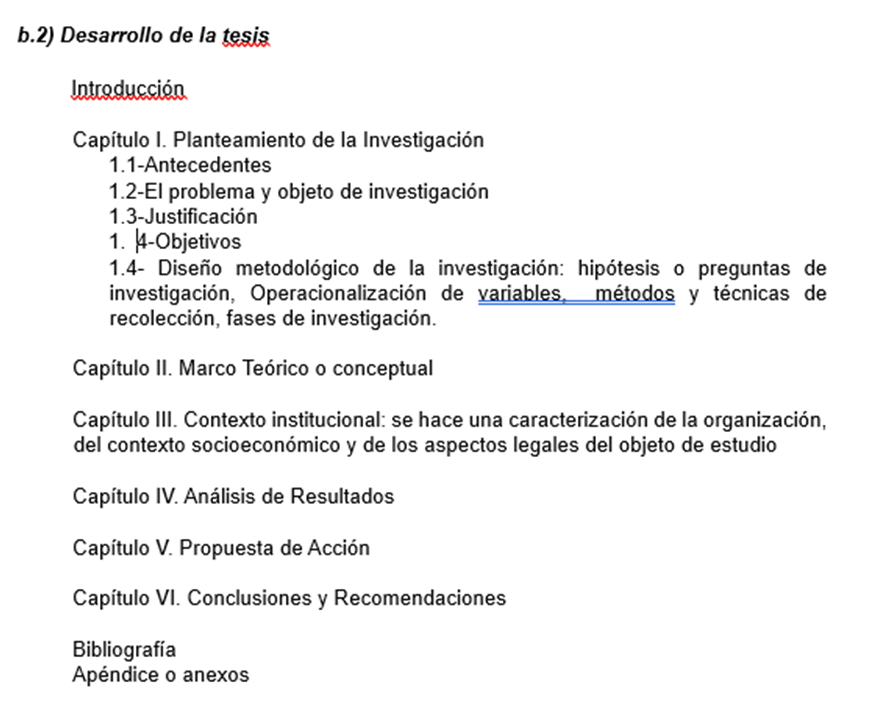 b.2) Desarrollo de la tesis
Introducción
Capítulo I. Planteamiento de la Investigación
1.1-Antecedentes
1.2-El problema y objeto de investigación
1.3-Justificación
1. 4-Objetivos
1.4- Diseño metodológico de la investigación: hipótesis o preguntas de
investigación, Operacionalización de variables, métodos y técnicas de
recolección, fases de investigación.
Capítulo II. Marco Teórico o conceptual
Capítulo III. Contexto institucional: se hace una caracterización de la organización,
del contexto socioeconómico y de los aspectos legales del objeto de estudio
Capítulo IV. Análisis de Resultados
Capítulo V. Propuesta de Acción
Capítulo VI. Conclusiones y Recomendaciones
Bibliografía
Apéndice o anexos